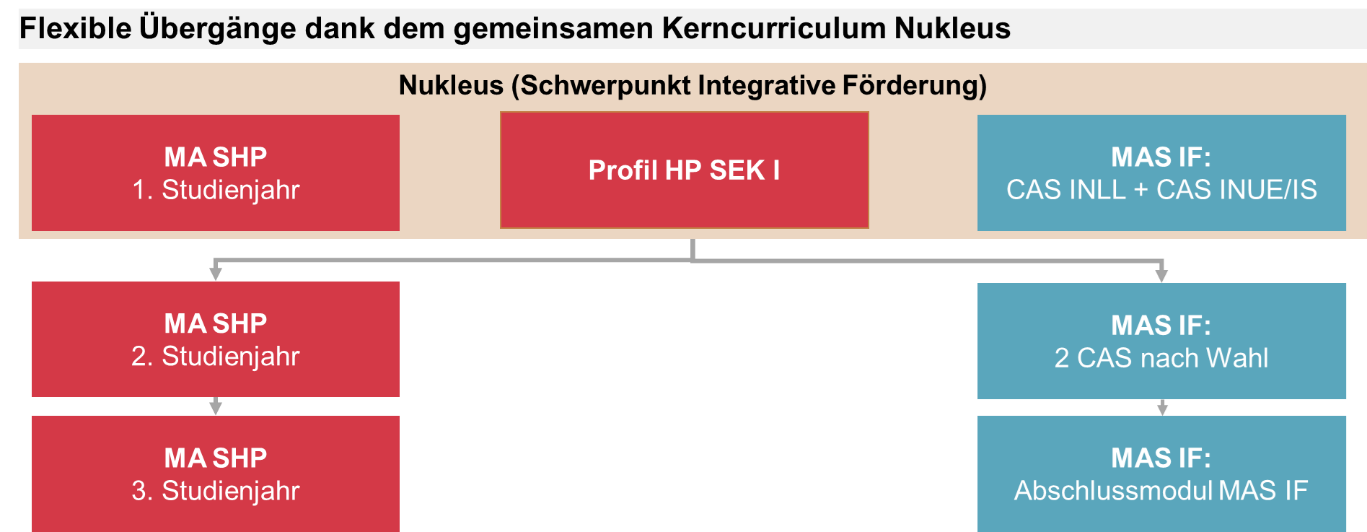 Flexible Übergänge dank dem gemeinsamen Kerncurriculum Nukleus
Nukleus (Schwerpunkt Integrative Förderung)
MA SHP
1. Studienjahr
Profil HP SEK I
MAS IF:
CAS INLL + CAS INUE/IS
MA SHP
2. Studienjahr
MAS IF:
2 CAS nach Wahl
MA SHP
3. Studienjahr
MAS IF:
Abschlussmodul MAS IF